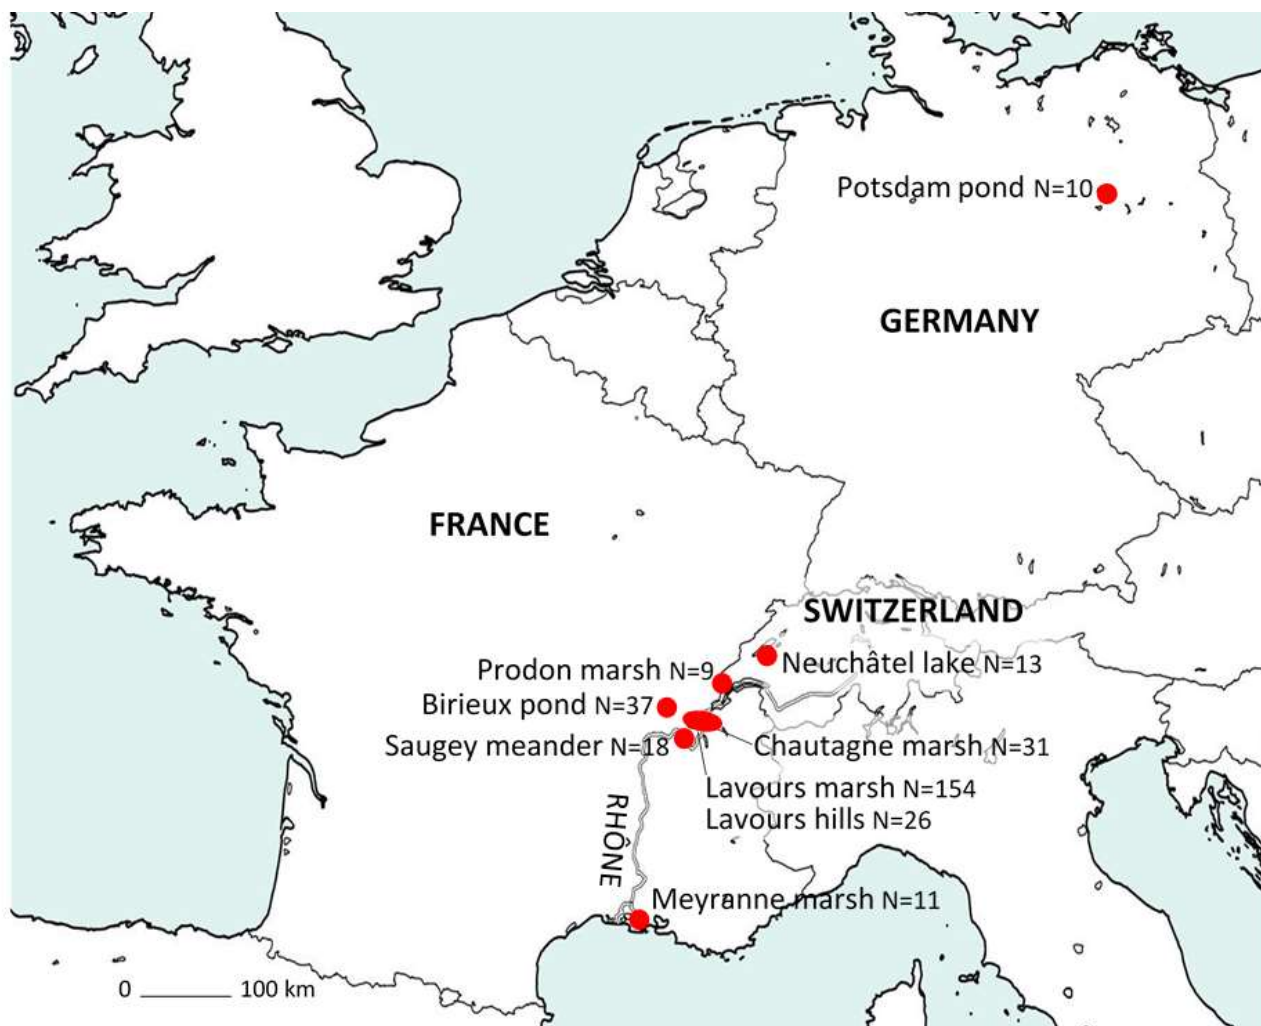 Potsdam pond N=10
GERMANY
FRANCE
SWITZERLAND
Prodon marsh N=9
Neuchâtel lake N=13
Birieux pond N=37
Saugey meander N=18
Chautagne marsh N=31
Lavours marsh N=154
Lavours hills N=26
RHÔNE
Meyranne marsh N=11
0 100 km